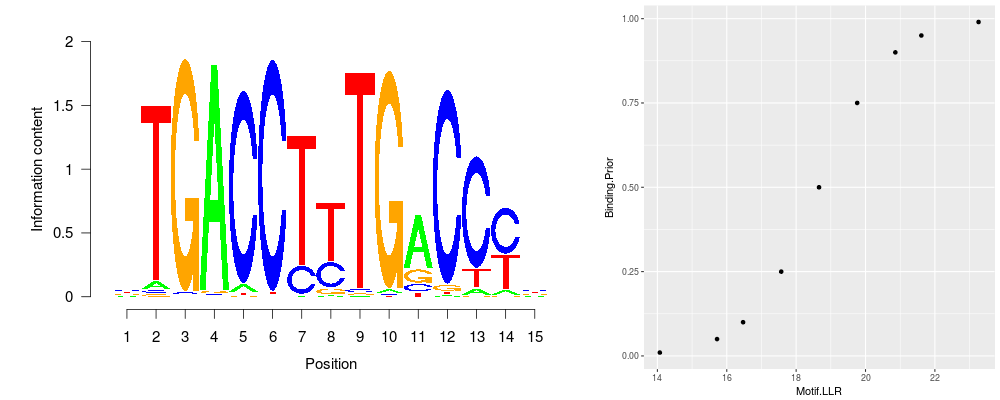 2
1.5
1
0.5
0
Information content
TGACCTTTGACCC
CCGTT
1 2 3 4 5 6 7 8 9 10 11 12 13 14 15
Position
1.00
0.75
0.50
0.25
0.00
Binding.Prior
14 16 18 20 22
Motif.LLR